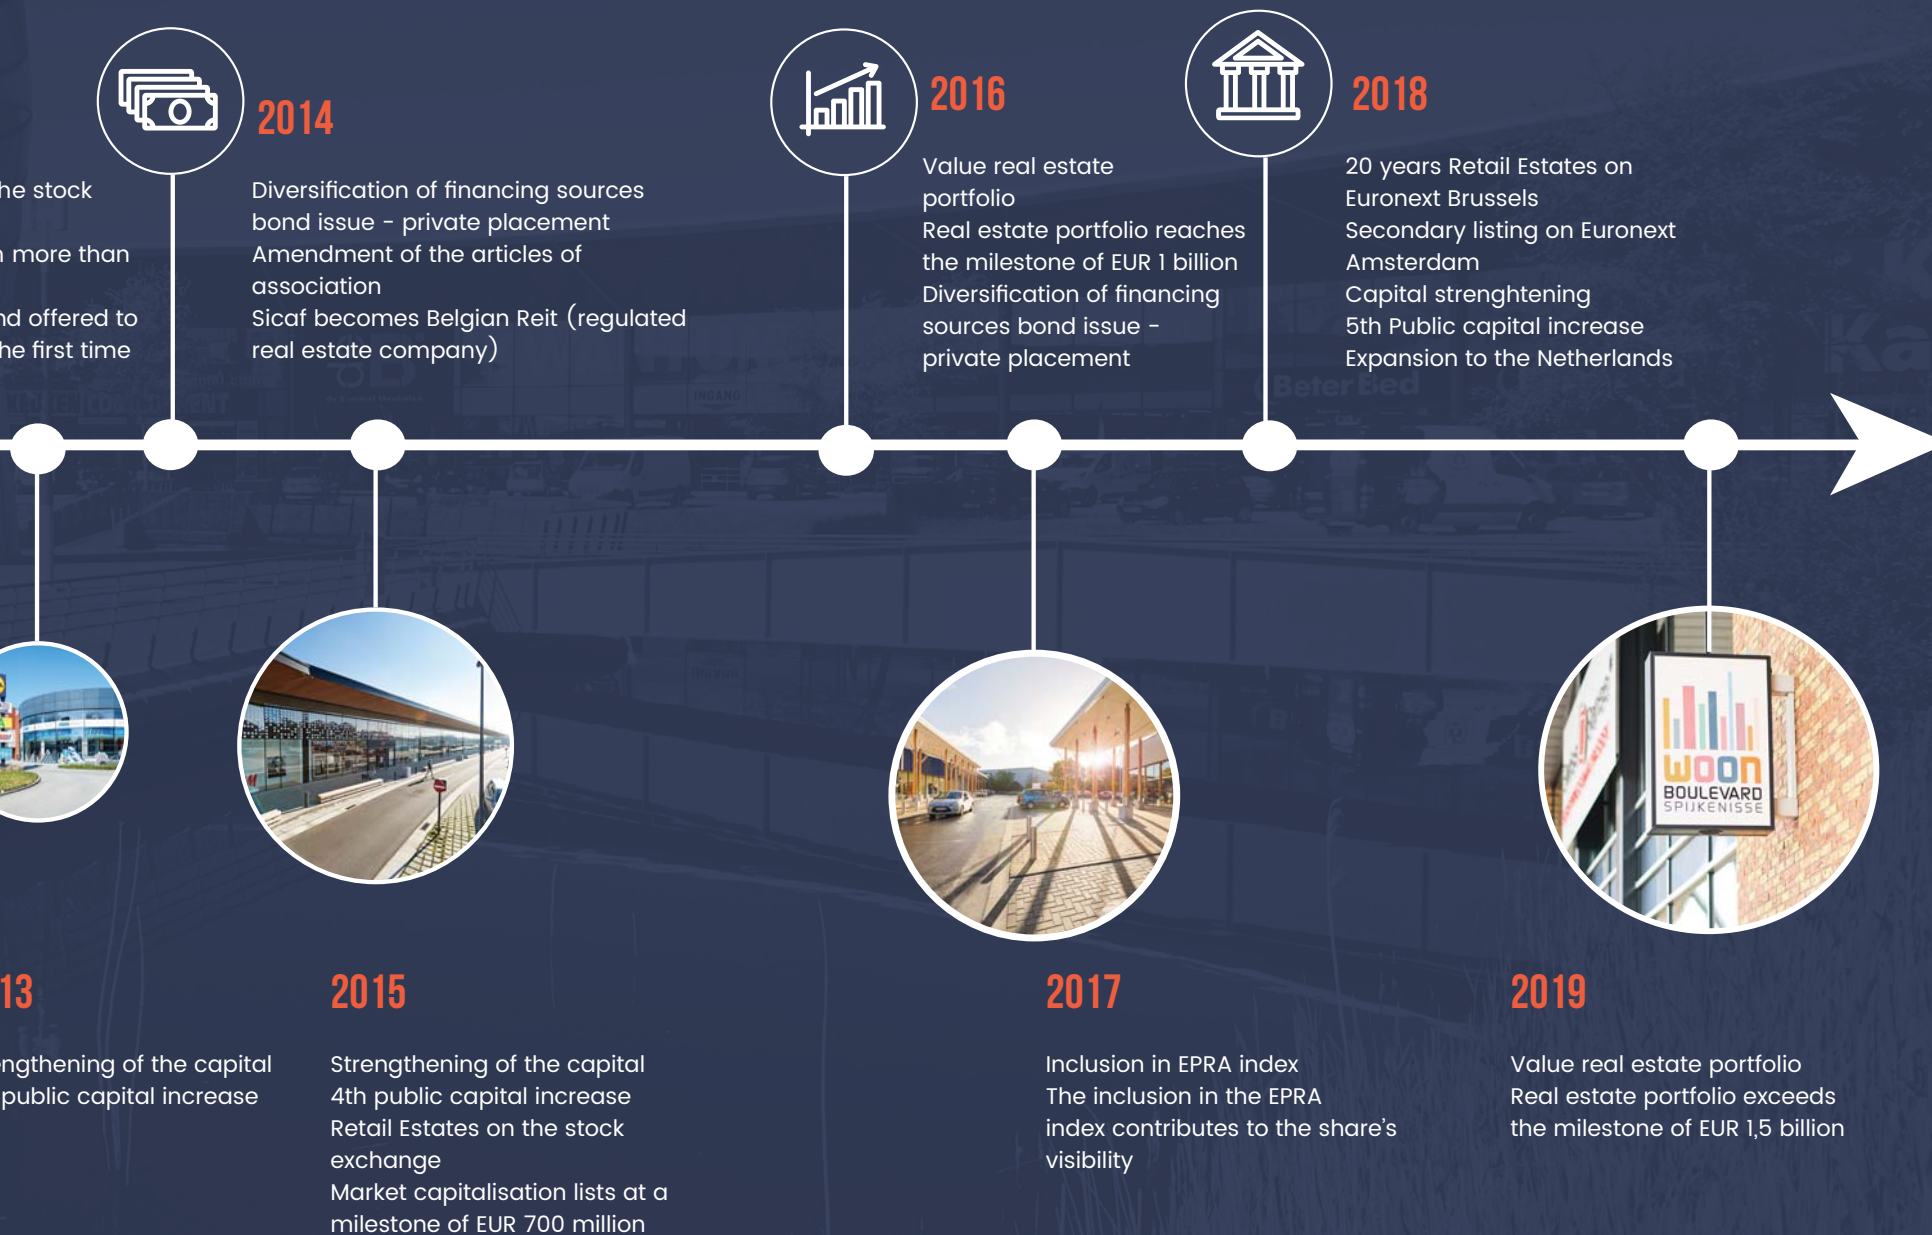 he stock
more than
nd offered to
he first time
2014
Diversification of financing sources
bond issue - private placement
Amendment of the articles of
association
Sicaf becomes Belgian Reit (regulated
real estate company)
2016
Value real estate
portfolio
Real estate portfolio reaches
the milestone of EUR 1 billion
Diversification of financing
sources bond issue -
private placement
2018
20 years Retail Estates on
Euronext Brussels
Secondary listing on Euronext
Amsterdam
Capital strenghtening
5th Public capital increase
Expansion to the Netherlands
INGANG
Beter Bed
Ka
WOON
BOULEVARD
SPIJKENISSE
13
engthening of the capital
public capital increase
2015
Strengthening of the capital
4th public capital increase
Retail Estates on the stock
exchange
Market capitalisation lists at a
milestone of EUR 700 million
2017
Inclusion in EPRA index
The inclusion in the EPRA
index contributes to the share’s
visibility
2019
Value real estate portfolio
Real estate portfolio exceeds
the milestone of EUR 1,5 billion